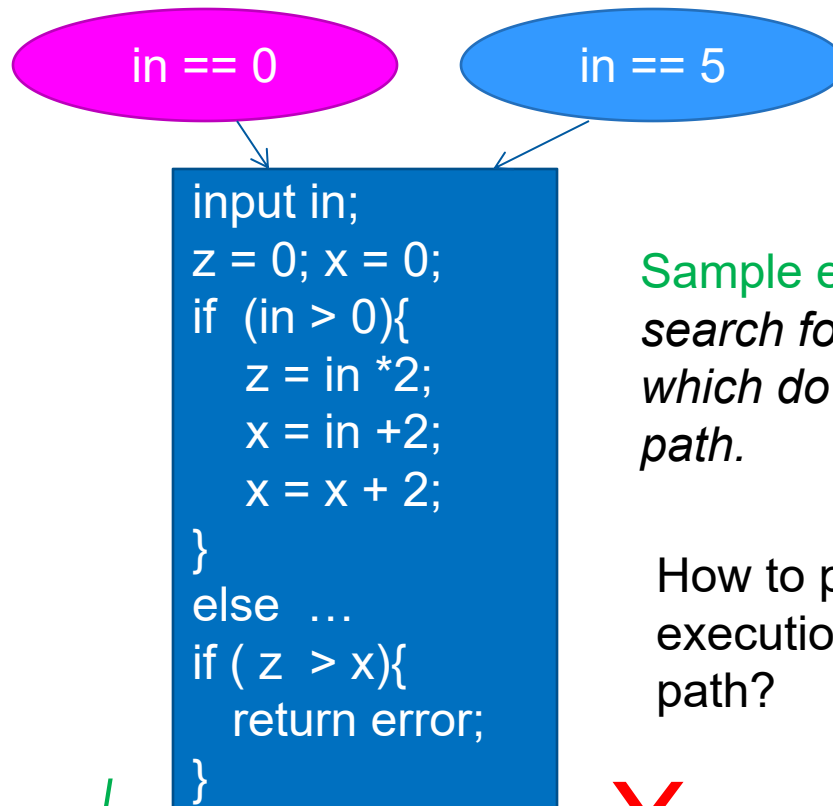 in == 0
in == 5
input in;
z = 0; x = 0;
if (in > 0){
z = in *2;
x = in +2;
x = x + 2;
}
else …
if ( z > x){
return error;
}
Sample e
search fo
which do
path.
How to p
executio
path?